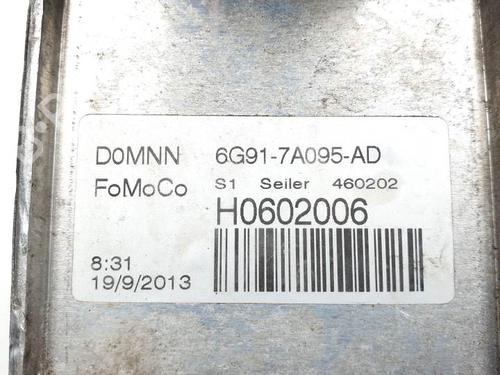 D0MNN 6G91-7A095-AD
FoMoCo S1 Seiler 460202
H0602006
8:31
19/9/2013